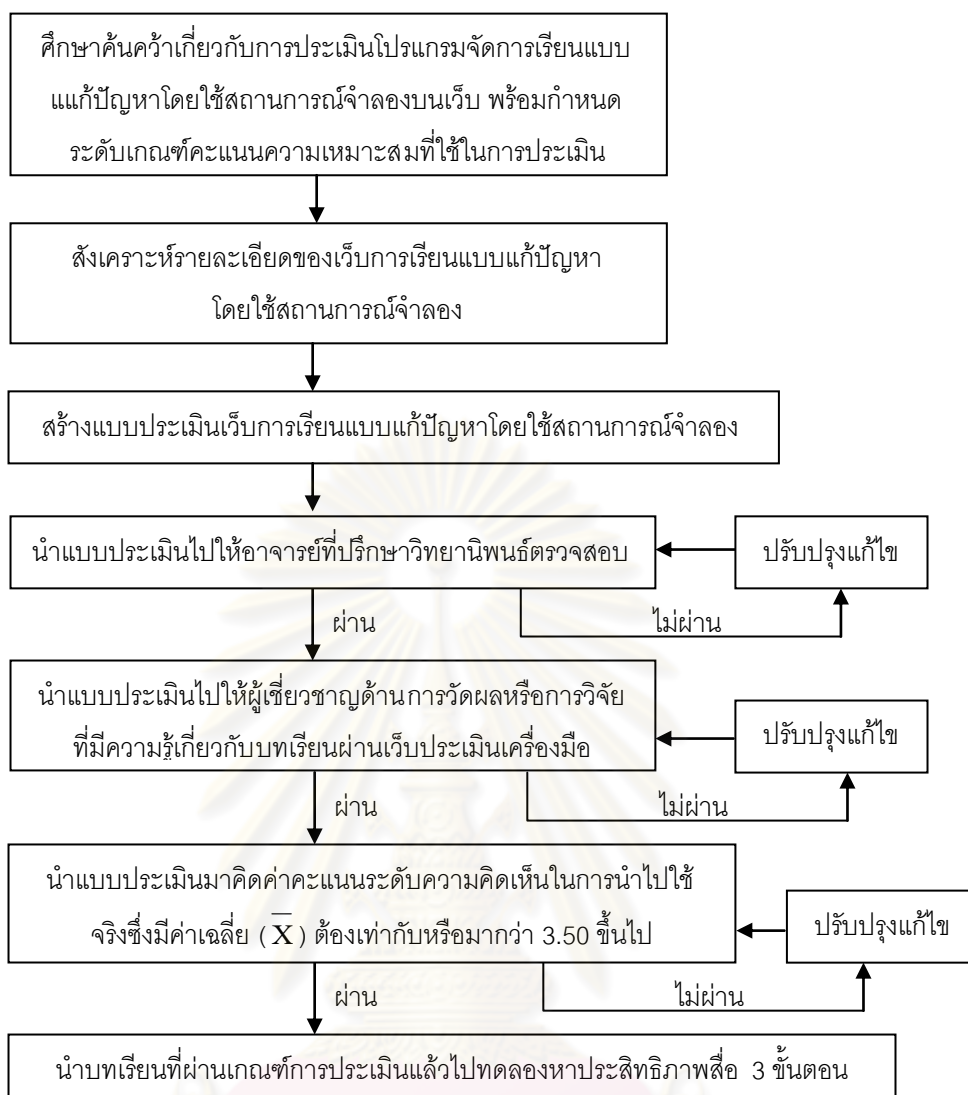 ศึกษาค้นคว้าเกี่ยวกับการประเมินโปรแกรมจัดการเรียนแบบ
แแก้ปัญหาโดยใช้สถานการณ์จำลองบนเว็บ พร้อมกำหนด
ระดับเกณฑ์คะแนนความเหมาะสมที่ใช้ในการประเมิน
สังเคราะห์รายละเอียดของเว็บการเรียนแบบแก้ปัญหา
โดยใช้สถานการณ์จำลอง
สร้างแบบประเมินเว็บการเรียนแบบแก้ปัญหาโดยใช้สถานการณ์จำลอง
นำแบบประเมินไปให้อาจารย์ที่ปรึกษาวิทยานิพนธ์ตรวจสอบ
ปรับปรุงแก้ไข
ผ่าน
ไม่ผ่าน
นำแบบประเมินไปให้ผู้เชี่ยวชาญด้านการวัดผลหรือการวิจัย
ที่มีความรู้เกี่ยวกับบทเรียนผ่านเว็บประเมินเครื่องมือ
ปรับปรุงแก้ไข
ผ่าน
ไม่ผ่าน
นำแบบประเมินมาคิดค่าคะแนนระดับความคิดเห็นในการนำไปใช้
จริงซึ่งมีค่าเฉลี่ย ( X̅ ) ต้องเท่ากับหรือมากว่า 3.50 ขึ้นไป
ปรับปรุงแก้ไข
ผ่าน
ไม่ผ่าน
นำบทเรียนที่ผ่านเกณฑ์การประเมินแล้วไปทดลองหาประสิทธิภาพสื่อ 3 ขั้นตอน